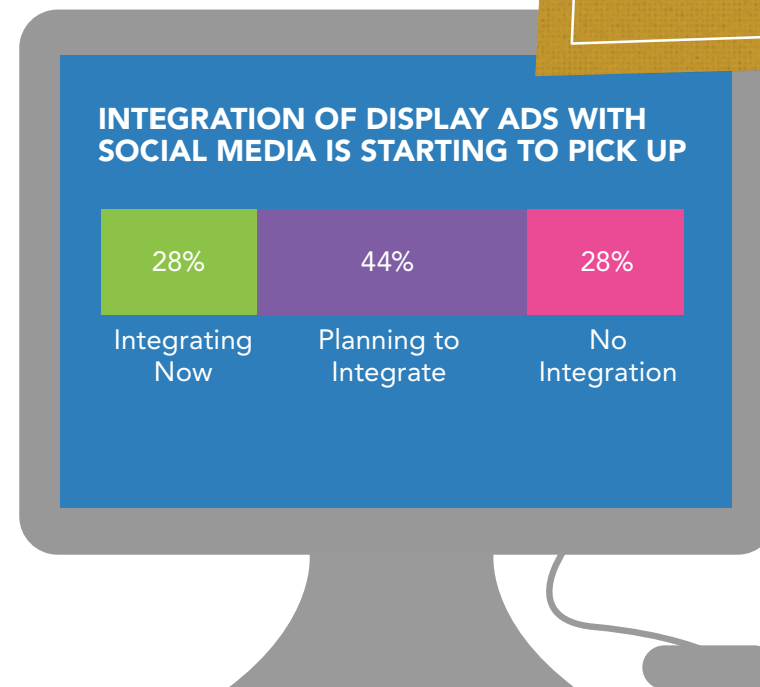 INTEGRATION OF DISPLAY ADS WITH
SOCIAL MEDIA IS STARTING TO PICK UP
28%
44%
28%
Integrating
Now
Planning to
Integrate
No
Integration